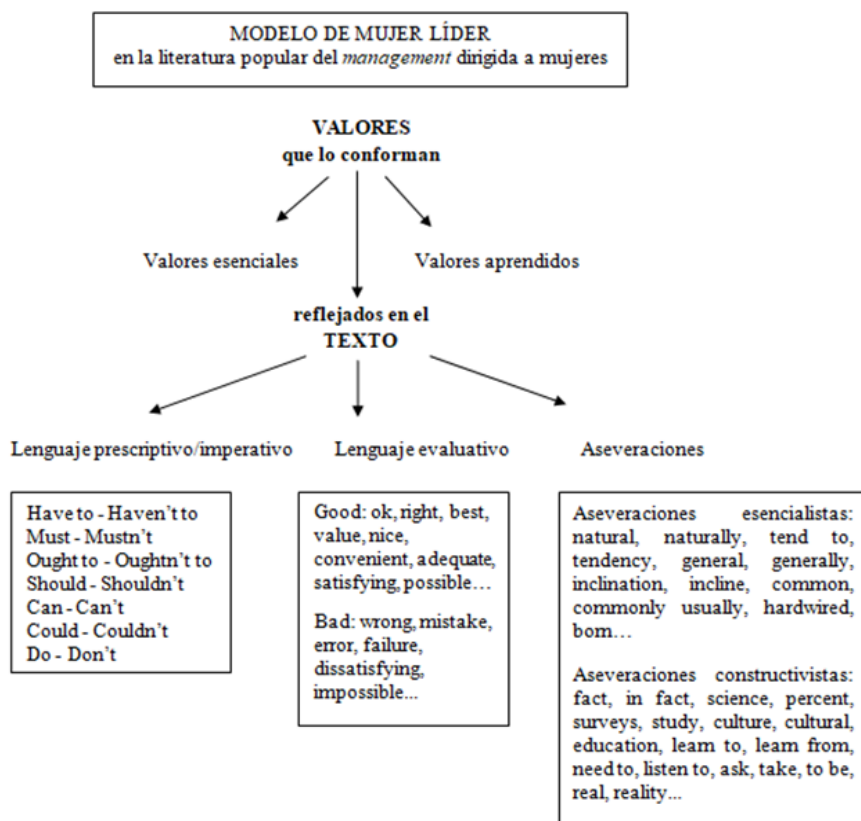 MODELO DE MUJER LÍDER
en la literatura popular del management dirigida a mujeres
VALORES
que lo conforman
Valores esenciales
Valores aprendidos
reflejados en el
TEXTO
Lenguaje prescriptivo/imperativo
Lenguaje evaluativo
Aseveraciones
Have to - Haven't to
Must - Mustn't
Ought to - Oughtn't to
Should - Shouldn't
Can - Can't
Could - Couldn't
Do - Don't
Good: ok, right, best,
value, nice,
convenient, adequate,
satisfying, possible…
Bad: wrong, mistake,
error, failure,
dissatisfying,
impossible...
Aseveraciones esencialistas:
natural, naturally, tend to,
tendency, general, generally,
inclination, incline, common,
commonly usually, hardwired,
born…
Aseveraciones constructivistas:
fact, in fact, science, percent,
surveys, study, culture, cultural,
education, learn to, learn from,
need to, listen to, ask, take, to be,
real, reality...